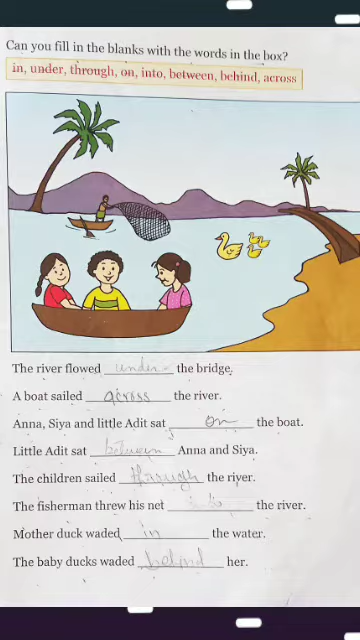 Can you fill in the blanks with the words in the box?
in, under, through, on, into, between, behind, across
The river flowed under the bridge.
A boat sailed across the river.
Anna, Siya and little Adit sat on the boat.
Little Adit sat between Anna and Siya.
The children sailed through the river.
The fisherman threw his net the river.
Mother duck waded in the water.
The baby ducks waded behind her.